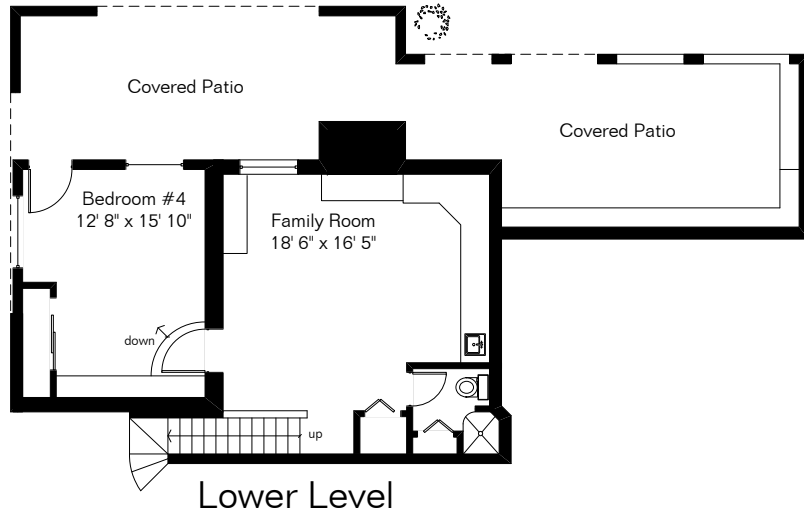 Covered Patio
Covered Patio
Bedroom #4
12' 8" x 15' 10"
Family Room
18' 6" x 16' 5"
down
up
Lower Level